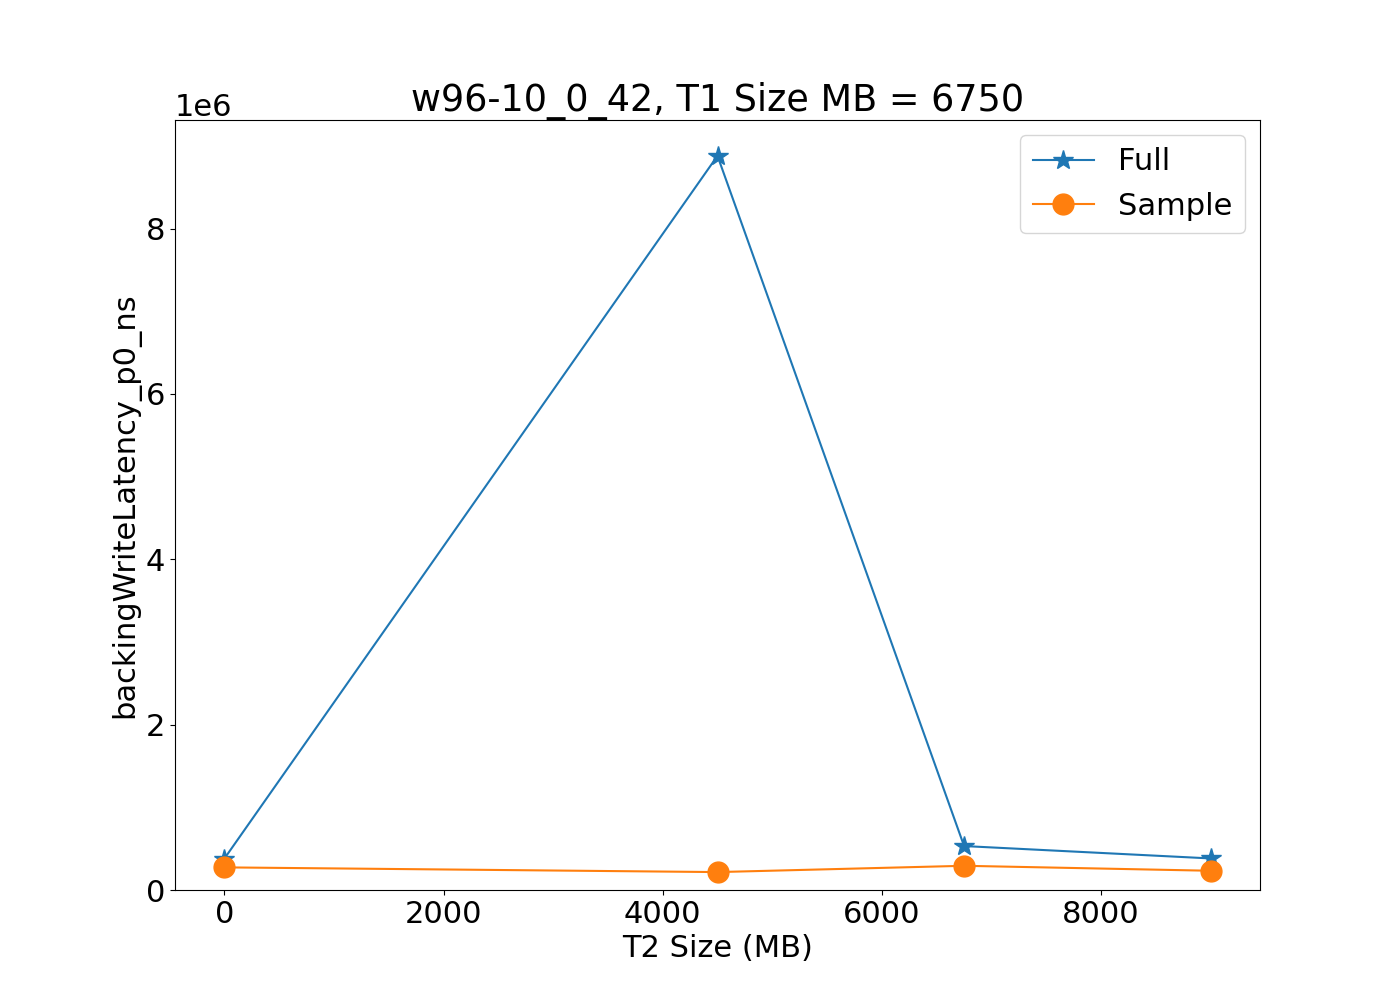 w96-10_0_42, T1 Size MB = 6750
1e6
Full
Sample
8
6
4
2
0
backingWriteLatency_p0_ns
0 2000 4000 6000 8000
T2 Size (MB)